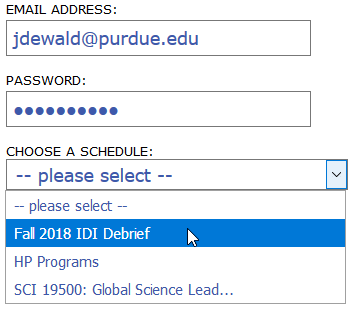 EMAIL ADDRESS:
jdewald@purdue.edu
PASSWORD:
●●●●●●●●●●
CHOOSE A SCHEDULE:
-- please select --
-- please select --
Fall 2018 IDI Debrief
HP Programs
SCI 19500: Global Science Lead...